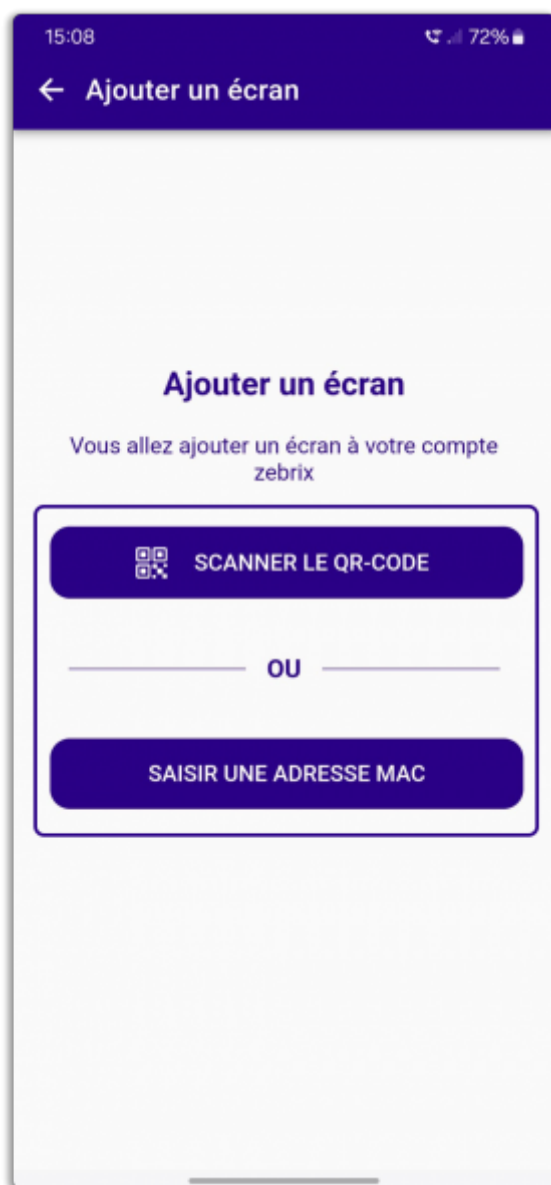 15:08 72%
Ajouter un écran
Ajouter un écran
Vous allez ajouter un écran à votre compte
zebrix
SCANNER LE QR-CODE
OU
SAISIR UNE ADRESSE MAC